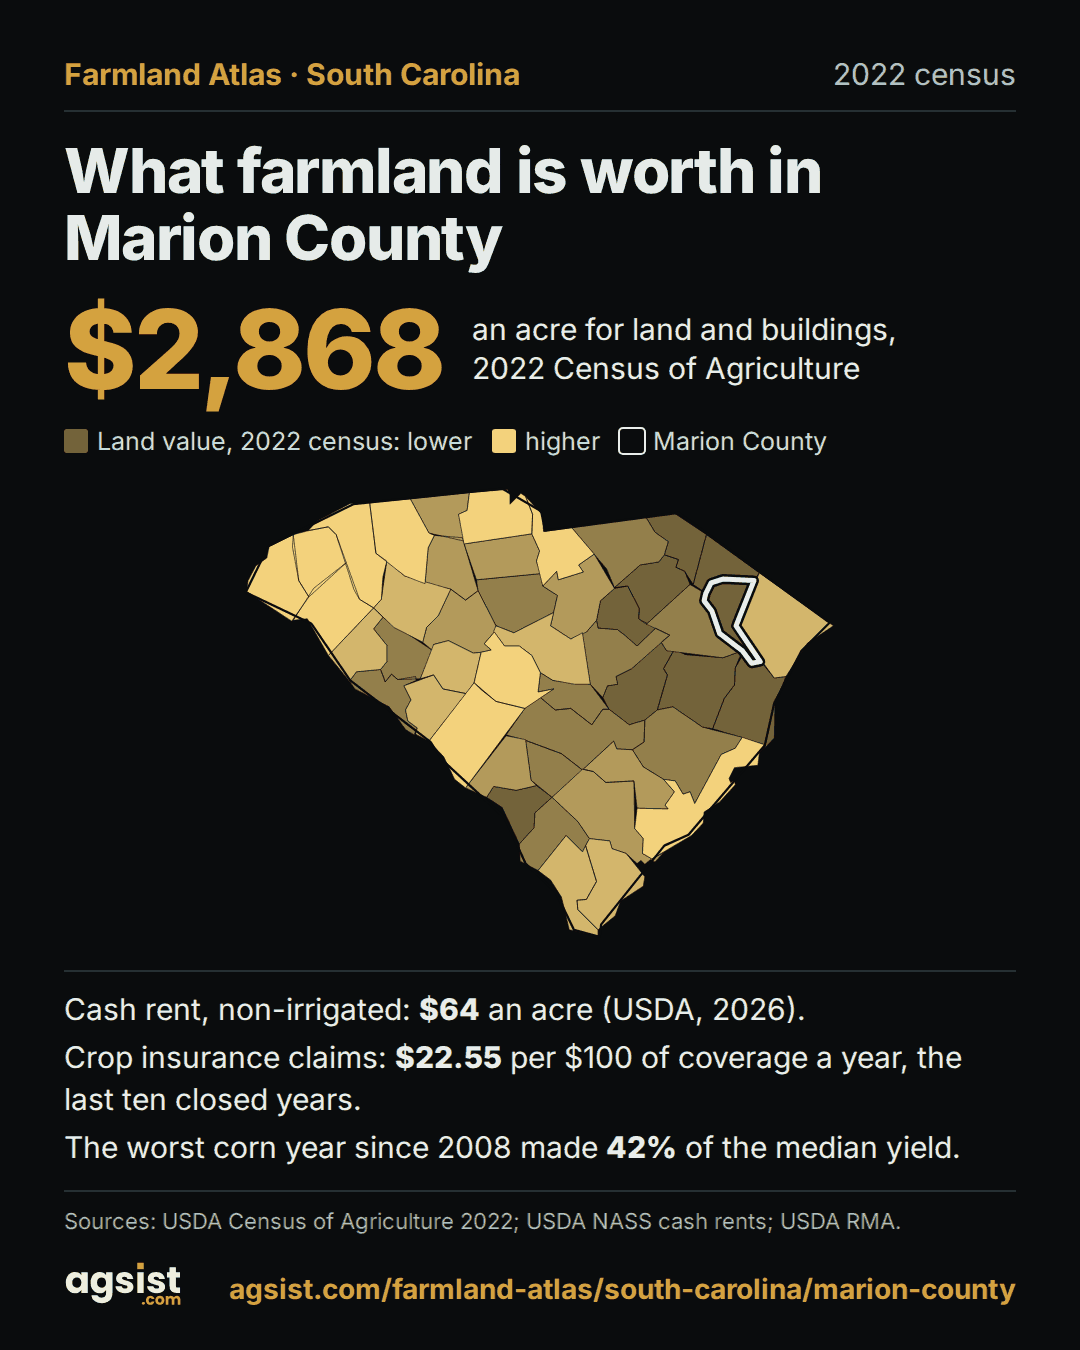 Farmland Atlas · South Carolina
2022 census
What farmland is worth in
Marion County
$2,868
an acre for land and buildings,
2022 Census of Agriculture
Land value, 2022 census: lower
higher
Marion County
Cash rent, non-irrigated: $64 an acre (USDA, 2026).
Crop insurance claims: $22.55 per $100 of coverage a year, the
last ten closed years.
The worst corn year since 2008 made 42% of the median yield.
Sources: USDA Census of Agriculture 2022; USDA NASS cash rents; USDA RMA.
agsist
.com
agsist.com/farmland-atlas/south-carolina/marion-county